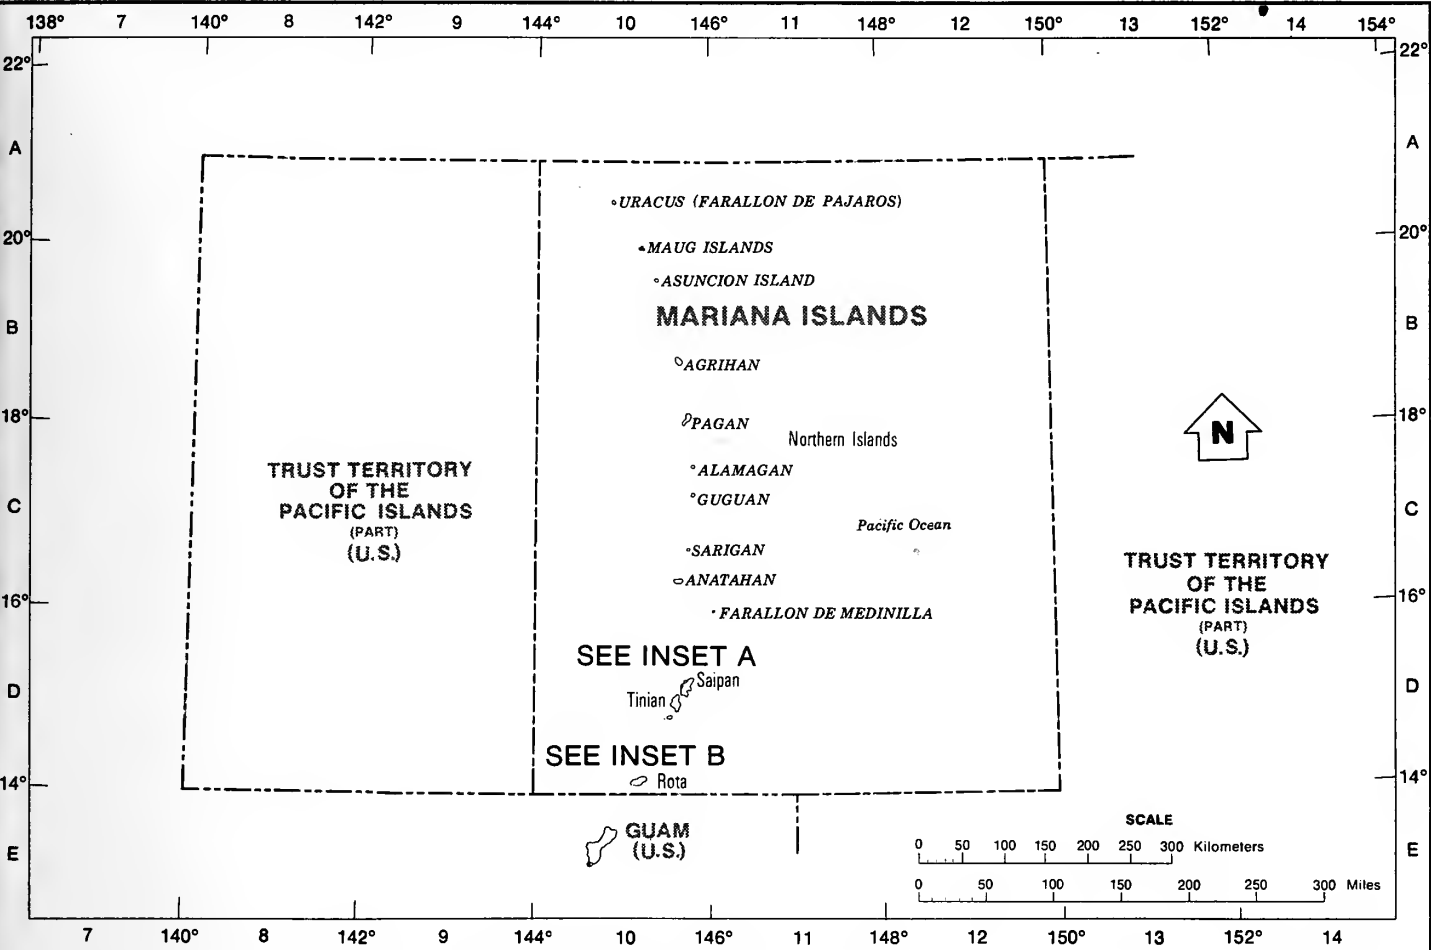 138° 7 140° 8 142° 9 144° 10 146° 11 148° 12 150° 13 152° 14 154°
22° 22°
A A
URACUS (FARALLON DE PAJAROS)
20° 20°
MAUG ISLANDS
ASUNCION ISLAND
MARIANA ISLANDS
B B
AGRIHAN
18° 18°
PAGAN
N
Northern Islands
TRUST TERRITORY
OF THE
PACIFIC ISLANDS
(PART)
(U.S.)
ALAMAGAN
GUGUAN
C C
Pacific Ocean
SARIGAN
ANATAHAN
TRUST TERRITORY
OF THE
PACIFIC ISLANDS
(PART)
(U.S.)
16° 16°
FARALLON DE MEDINILLA
SEE INSET A
Saipan
D D
Tinian
SEE INSET B
Rota
14° 14°
GUAM
(U.S.)
E E
SCALE
0 50 100 150 200 250 300 Kilometers
0 50 100 150 200 250 300 Miles
7 140° 8 142° 9 144° 10 146° 11 148° 12 150° 13 152° 14